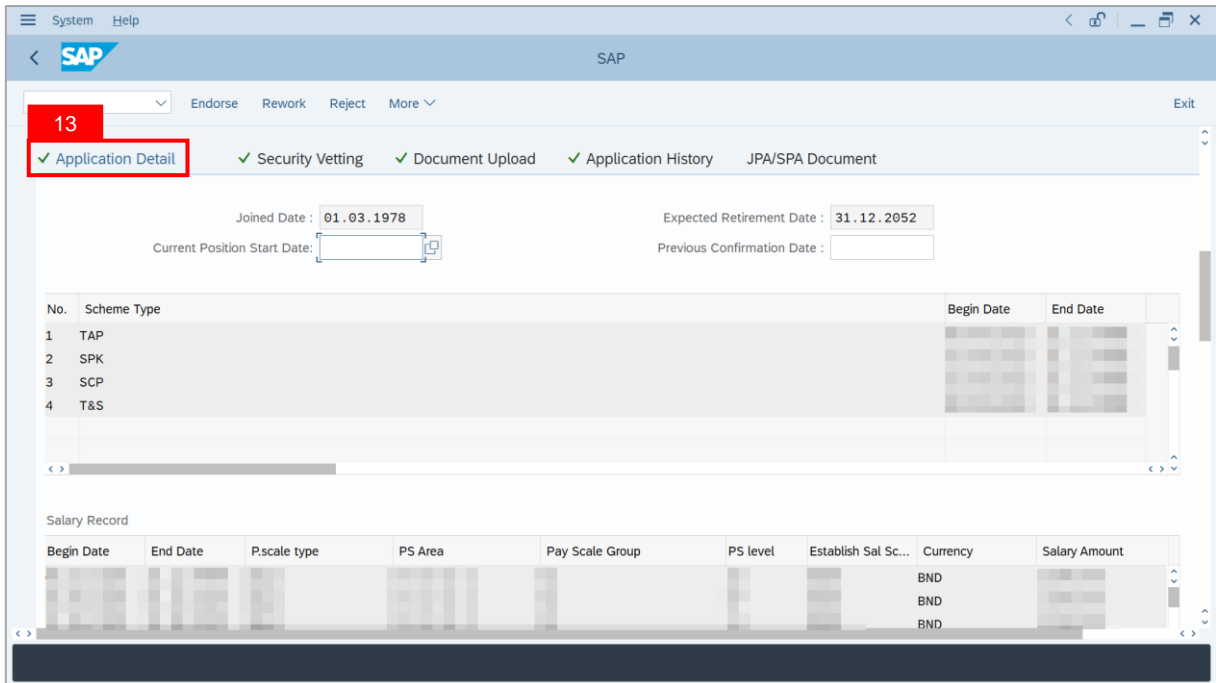 System Help
SAP
SAP
Endorse Rework Reject More Exit
13
Application Detail Security Vetting Document Upload Application History JPA/SPA Document
Joined Date : 01.03.1978 Expected Retirement Date : 31.12.2052
Current Position Start Date: Previous Confirmation Date :
No. Scheme Type Begin Date End Date
1 TAP
2 SPK
3 SCP
4 T&S
Salary Record
Begin Date End Date P.scale type PS Area Pay Scale Group PS level Establish Sal Sc... Currency Salary Amount
BND
BND
BND